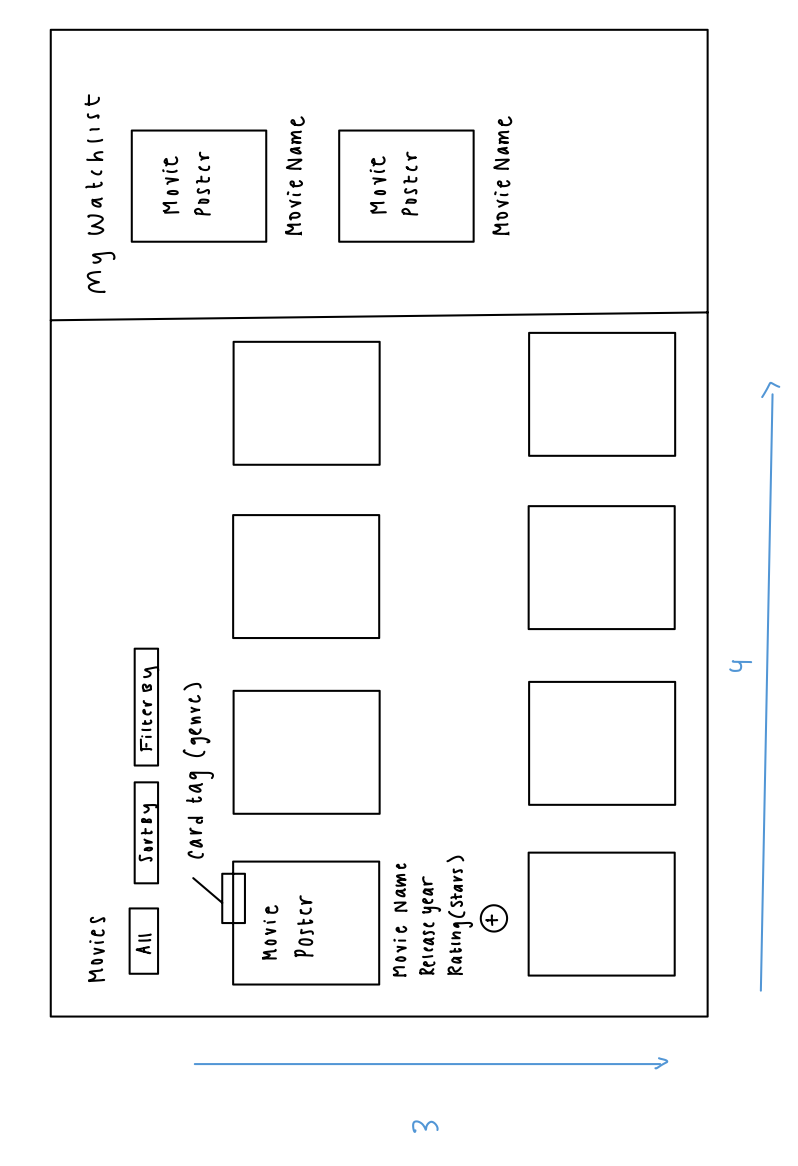 Movies
All
Sort By
Filter By
Card tag (genre)
Movie
Poster
Movie Name
Release year
Rating (Stars)
+
My Watchlist
Movie
Poster
Movie Name
Movie
Poster
Movie Name
3
4